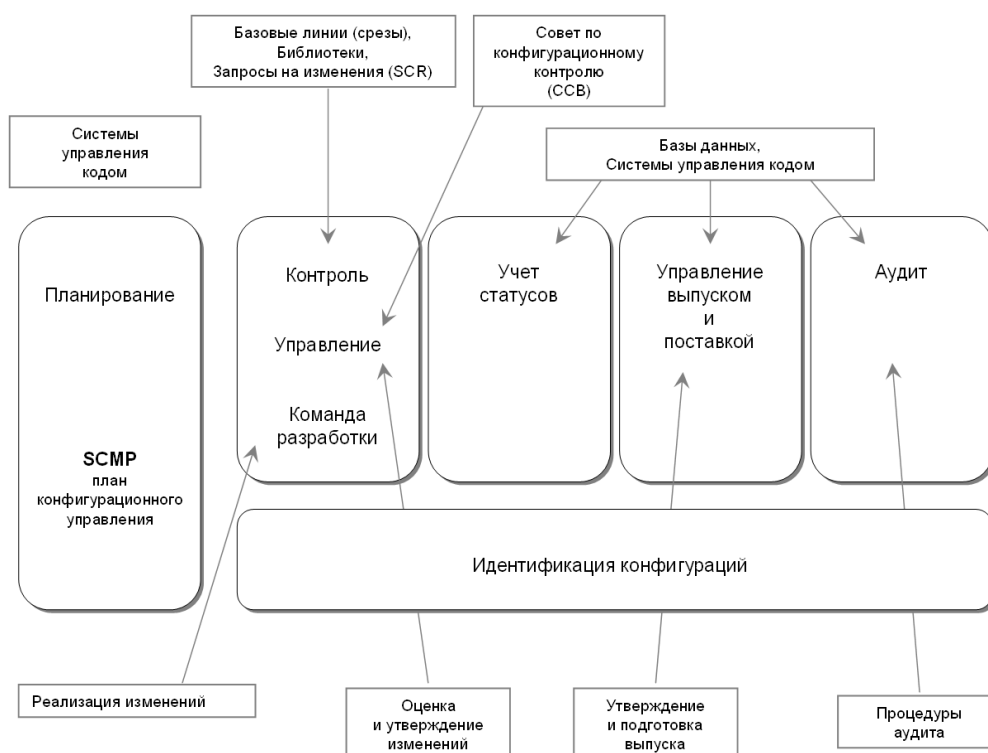 Базовые линии (срезы),
Библиотеки,
Запросы на изменения (SCR)
Совет по
конфигурационному
контролю
(CCB)
Системы
управления
кодом
Базы данных,
Системы управления кодом
Планирование
SCMP
план
конфигурационного
управления
Контроль
Управление
Команда
разработки
Учет
статусов
Управление
выпуском
и
поставкой
Аудит
Идентификация конфигураций
Реализация изменений
Оценка
и утверждение
изменений
Утверждение
и подготовка
выпуска
Процедуры
аудита